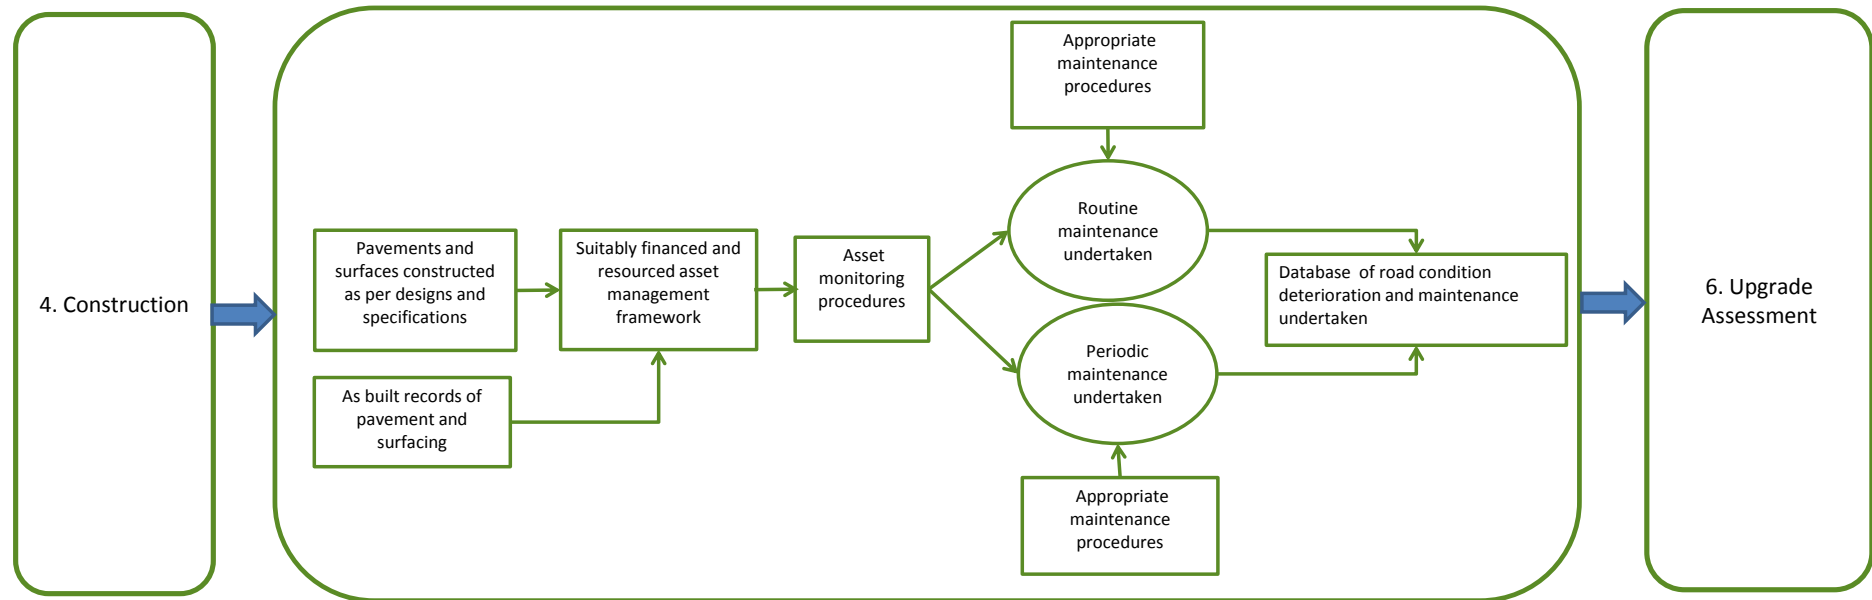 4. Construction
Pavements and
surfaces constructed
as per designs and
specifications
As built records of
pavement and
surfacing
Suitably financed and
resourced asset
management
framework
Asset
monitoring
procedures
Appropriate
maintenance
procedures
Routine
maintenance
undertaken
Periodic
maintenance
undertaken
Appropriate
maintenance
procedures
Database of road condition
deterioration and maintenance
undertaken
6. Upgrade
Assessment